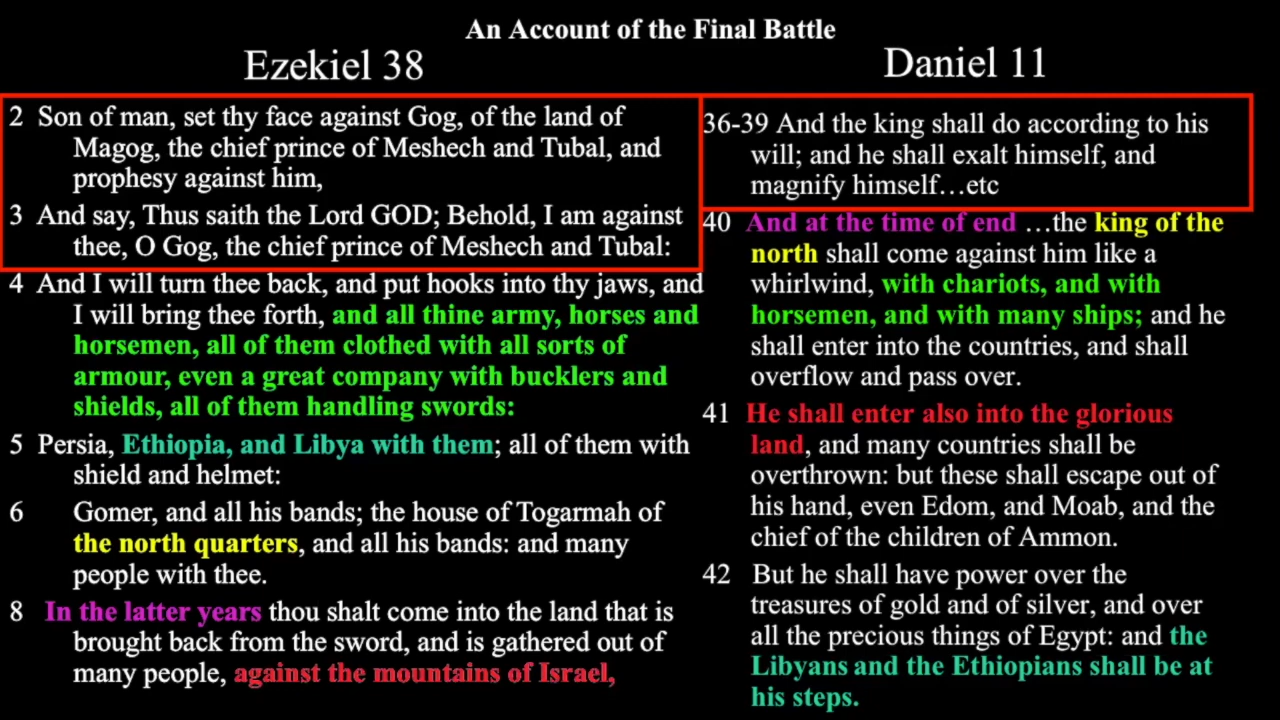 An Account of the Final Battle
Ezekiel 38
2 Son of man, set thy face against Gog, of the land of
Magog, the chief prince of Meshech and Tubal, and
prophesy against him,
3 And say, Thus saith the Lord GOD; Behold, I am against
thee, O Gog, the chief prince of Meshech and Tubal:
4 And I will turn thee back, and put hooks into thy jaws, and
I will bring thee forth, and all thine army, horses and
horsemen, all of them clothed with all sorts of
armour, even a great company with bucklers and
shields, all of them handling swords:
5 Persia, Ethiopia, and Libya with them; all of them with
shield and helmet:
6 Gomer, and all his bands; the house of Togarmah of
the north quarters, and all his bands: and many
people with thee.
8 In the latter years thou shalt come into the land that is
brought back from the sword, and is gathered out of
many people, against the mountains of Israel,
Daniel 11
36-39 And the king shall do according to his
will; and he shall exalt himself, and
magnify himself…etc
40 And at the time of end …the king of the
north shall come against him like a
whirlwind, with chariots, and with
horsemen, and with many ships; and he
shall enter into the countries, and shall
overflow and pass over.
41 He shall enter also into the glorious
land, and many countries shall be
overthrown: but these shall escape out of
his hand, even Edom, and Moab, and the
chief of the children of Ammon.
42 But he shall have power over the
treasures of gold and of silver, and over
all the precious things of Egypt: and the
Libyans and the Ethiopians shall be at
his steps.